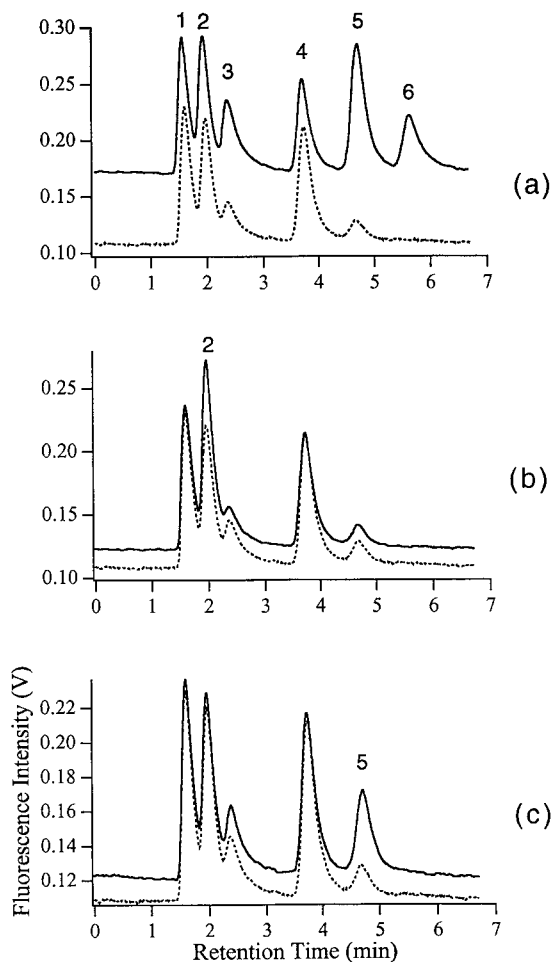 1 2 3 4 5 6
0.30
0.25
0.20
0.15
0.10
0 1 2 3 4 5 6 7
(a)
2
0.25
0.20
0.15
0.10
0 1 2 3 4 5 6 7
(b)
5
0.22
0.20
0.18
0.16
0.14
0.12
0 1 2 3 4 5 6 7
(c)
Fluorescence Intensity (V)
Retention Time (min)